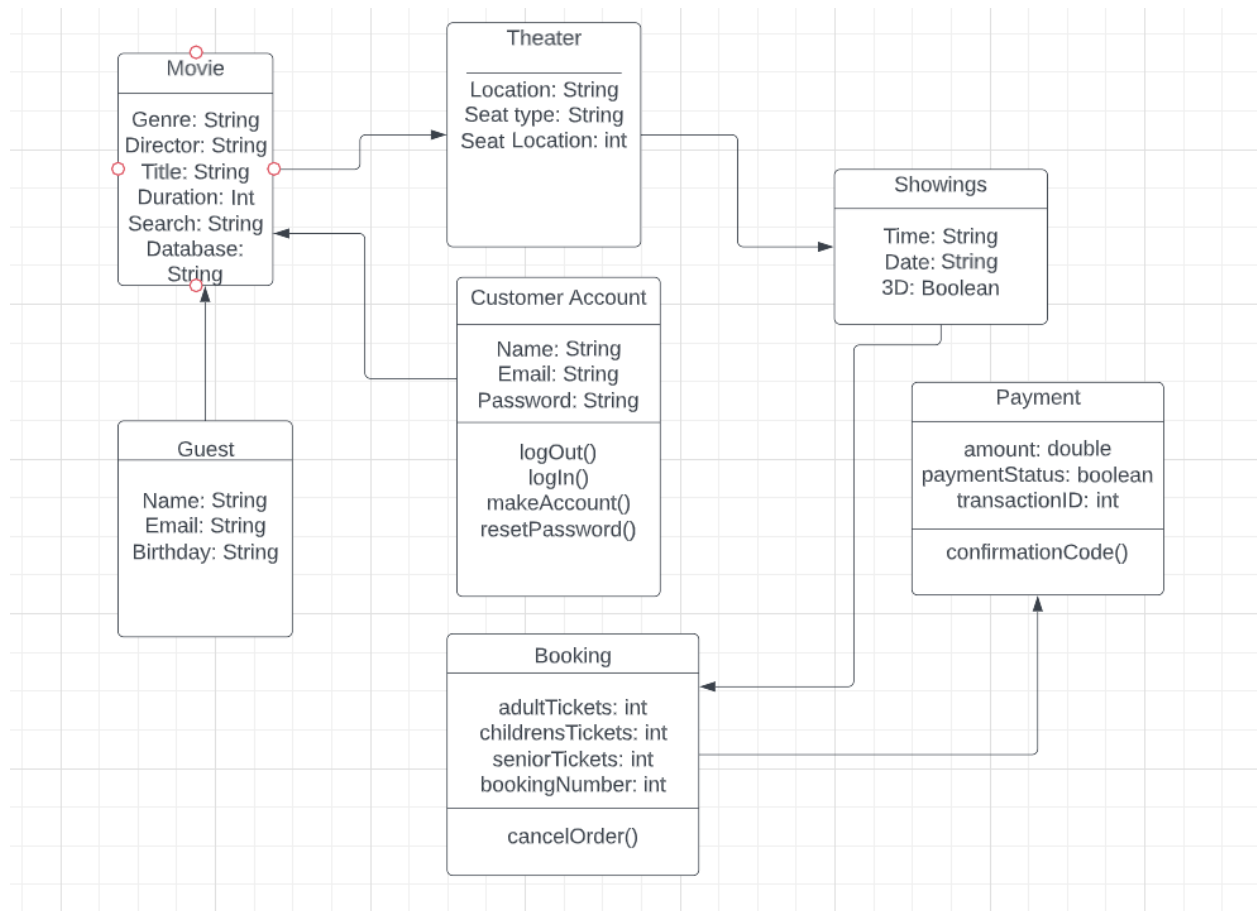 Movie
Genre: String
Director: String
Title: String
Duration: Int
Search: String
Database:
String
Theater
Location: String
Seat type: String
Seat Location: int
Showings
Time: String
Date: String
3D: Boolean
Customer Account
Name: String
Email: String
Password: String
logOut()
logIn()
makeAccount()
resetPassword()
Guest
Name: String
Email: String
Birthday: String
Payment
amount: double
paymentStatus: boolean
transactionID: int
confirmationCode()
Booking
adultTickets: int
childrensTickets: int
seniorTickets: int
bookingNumber: int
cancelOrder()